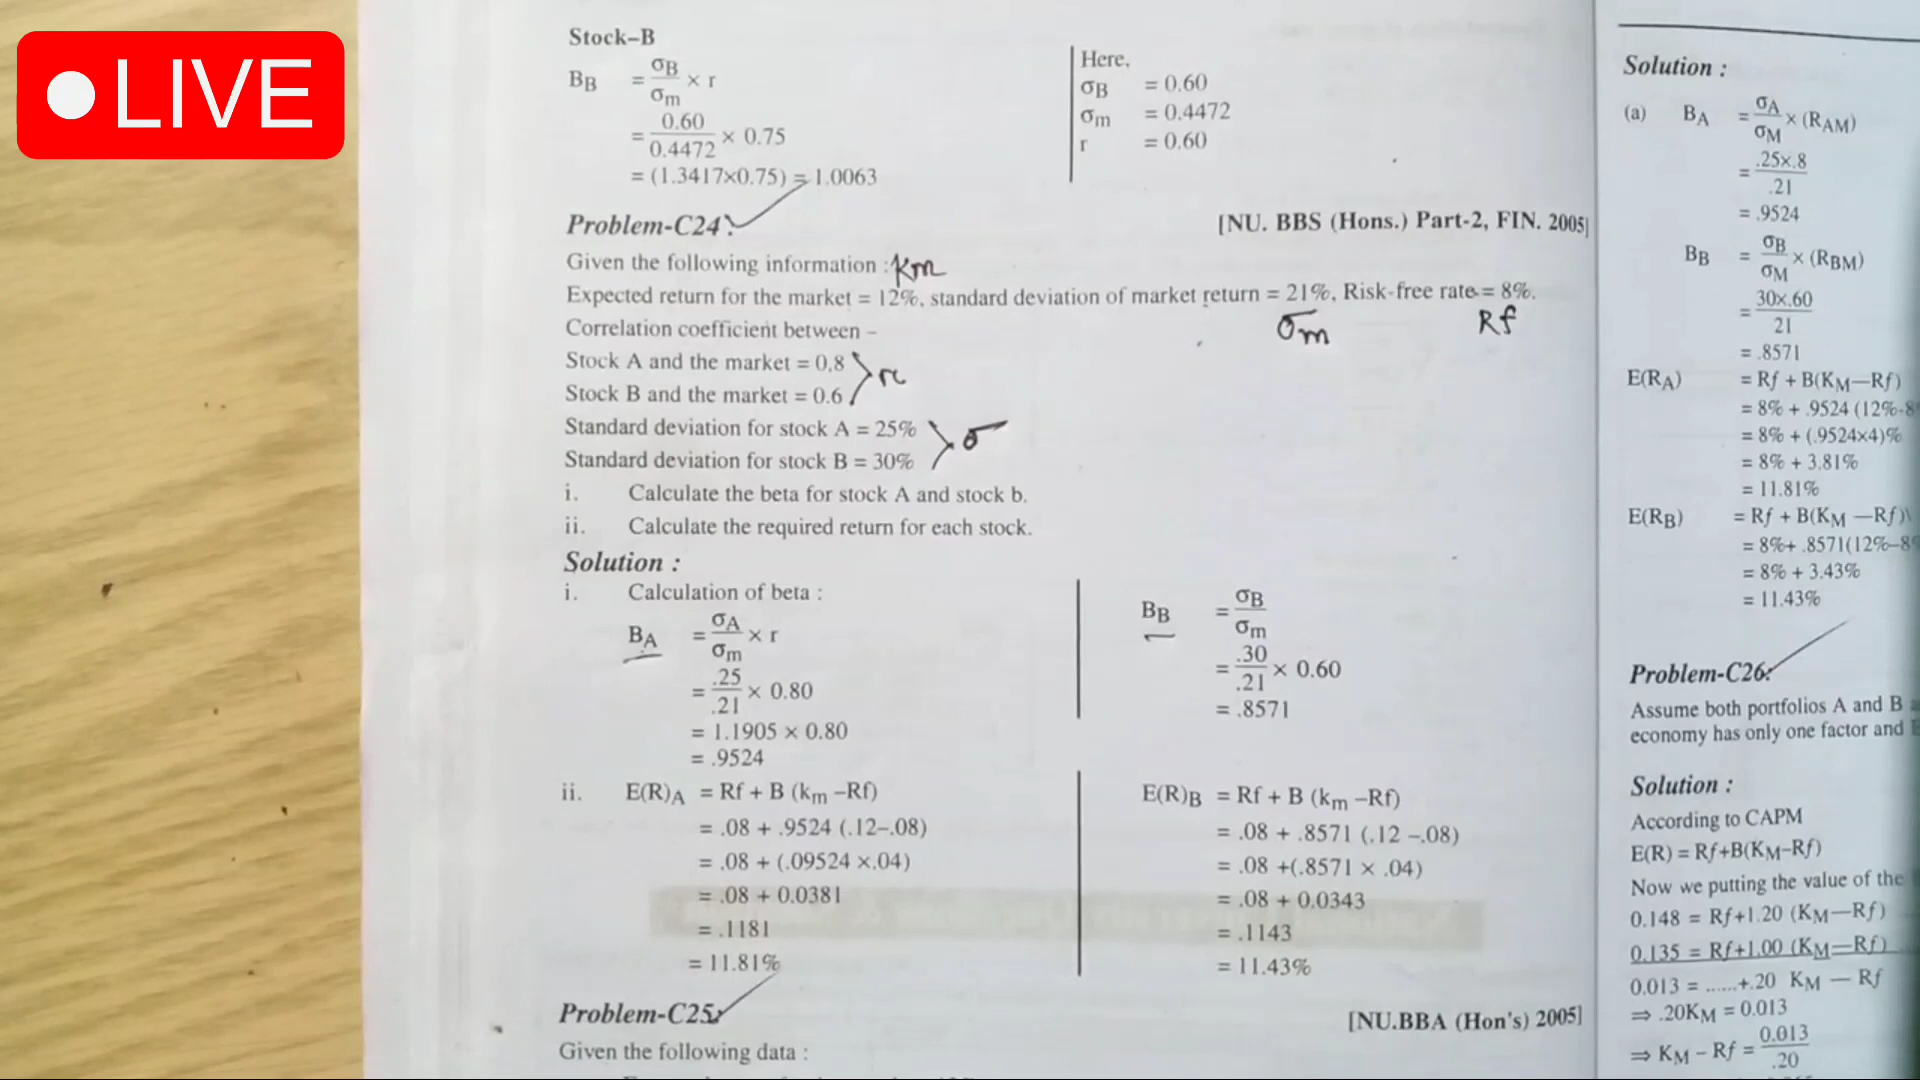 LIVE
Stock–B
BB = σB/σm × r
= 0.60/0.4472 × 0.75
= (1.3417×0.75) = 1.0063
Here,
σB = 0.60
σm = 0.4472
r = 0.60
Problem-C24:
[NU. BBS (Hons.) Part-2, FIN. 2005]
Given the following information : Km
Expected return for the market = 12%, standard deviation of market return = 21%, Risk-free rate = 8%.
σm Rf
Correlation coefficient between –
Stock A and the market = 0.8
Stock B and the market = 0.6
r
Standard deviation for stock A = 25%
Standard deviation for stock B = 30%
σ
i. Calculate the beta for stock A and stock b.
ii. Calculate the required return for each stock.
Solution :
i. Calculation of beta :
BA = σA/σm × r
= .25/.21 × 0.80
= 1.1905 × 0.80
= .9524
BB = σB/σm
= .30/.21 × 0.60
= .8571
ii. E(R)A = Rf + B (km –Rf)
= .08 + .9524 (.12–.08)
= .08 + (.09524 ×.04)
= .08 + 0.0381
= .1181
= 11.81%
E(R)B = Rf + B (km –Rf)
= .08 + .8571 (.12 –.08)
= .08 +(.8571 × .04)
= .08 + 0.0343
= .1143
= 11.43%
Problem-C25:
[NU.BBA (Hon's) 2005]
Given the following data :
Solution :
(a) BA = σA/σM × (RAM)
= .25×.8/.21
= .9524
BB = σB/σM × (RBM)
= 30×.60/21
= .8571
E(RA) = Rf + B(KM—Rf)
= 8% + .9524 (12%-8
= 8% + (.9524×4)%
= 8% + 3.81%
= 11.81%
E(RB) = Rf + B(KM —Rf)
= 8%+ .8571(12%–8%
= 8% + 3.43%
= 11.43%
Problem-C26:
Assume both portfolios A and B
economy has only one factor and
Solution :
According to CAPM
E(R) = Rf+B(KM–Rf)
Now we putting the value of the
0.148 = Rf+1.20 (KM—Rf)
0.135 = Rf+1.00 (KM—Rf)
0.013 = ......+.20 KM — Rf
⇒ .20KM = 0.013
⇒ KM – Rf = 0.013/.20